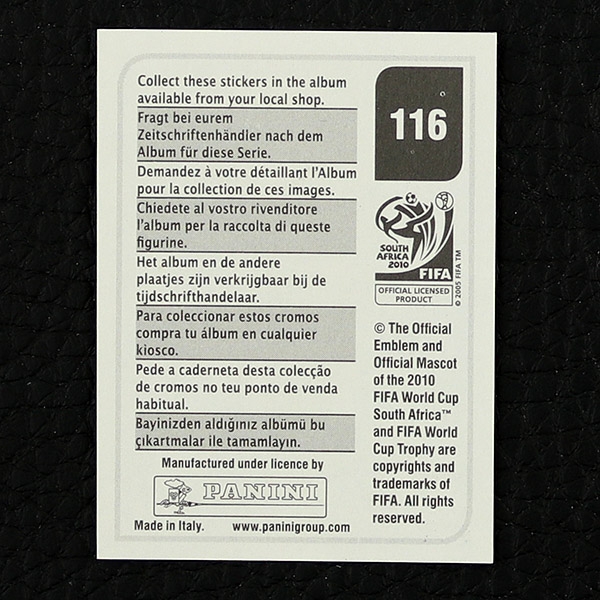 Collect these stickers in the album
available from your local shop.
Fragt bei eurem
Zeitschriftenhändler nach dem
Album für diese Serie.
Demandez à votre détaillant l'Album
pour la collection de ces images.
Chiedete al vostro rivenditore
l'album per la raccolta di queste
figurine.
Het album en de andere
plaatjes zijn verkrijgbaar bij de
tijdschrifthandelaar.
Para coleccionar estos cromos
compra tu álbum en cualquier
kiosco.
Pede a caderneta desta colecção
de cromos no teu ponto de venda
habitual.
Bayinizden aldığınız albümü bu
çıkartmalar ile tamamlayın.
Manufactured under licence by
PANINI
Made in Italy.
www.paninigroup.com
116
SOUTH
AFRICA
2010
FIFA
OFFICIAL LICENSED
PRODUCT
© 2005 FIFA TM
© The Official
Emblem and
Official Mascot
of the 2010
FIFA World Cup
South Africa™
and FIFA World
Cup Trophy are
copyrights and
trademarks of
FIFA. All rights
reserved.